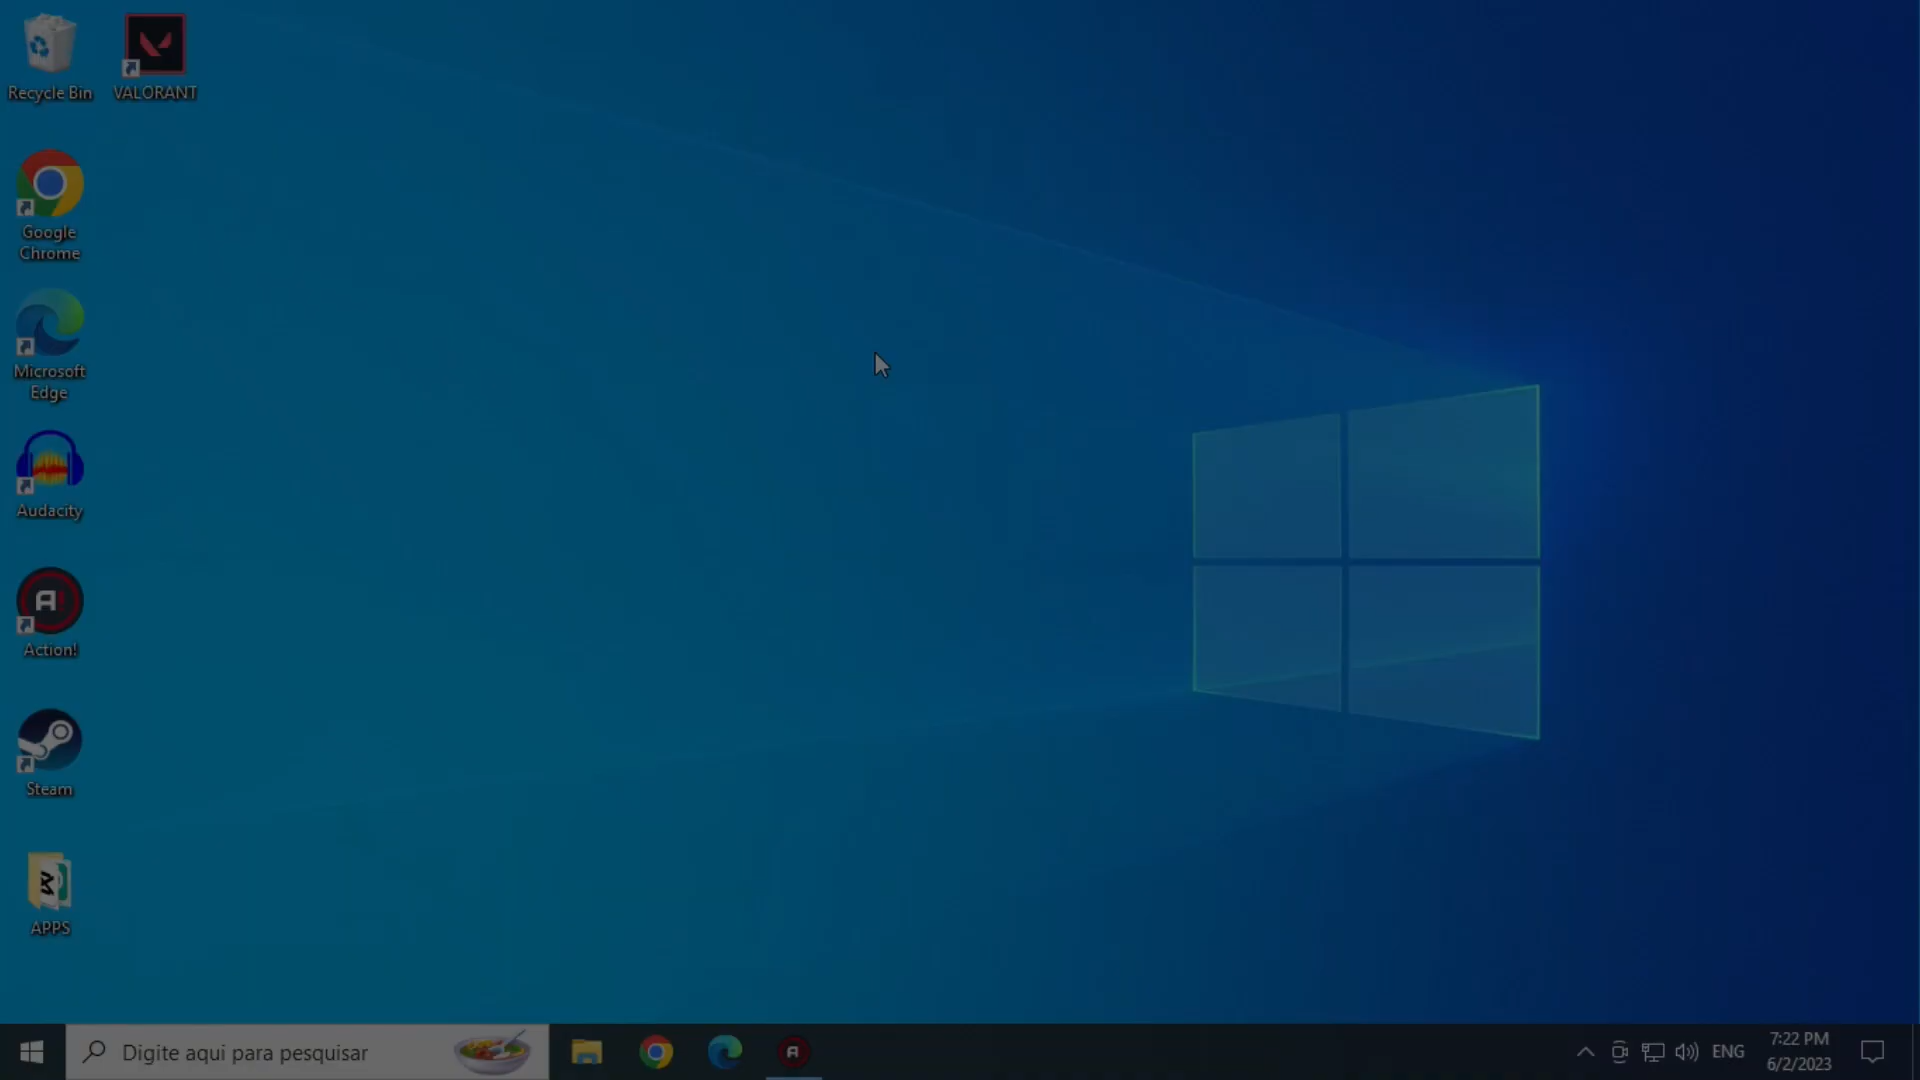 Recycle Bin
VALORANT
Google
Chrome
Microsoft
Edge
Audacity
A!
Action!
Steam
APPS
Digite aqui para pesquisar
A
ENG
7:22 PM
6/2/2023